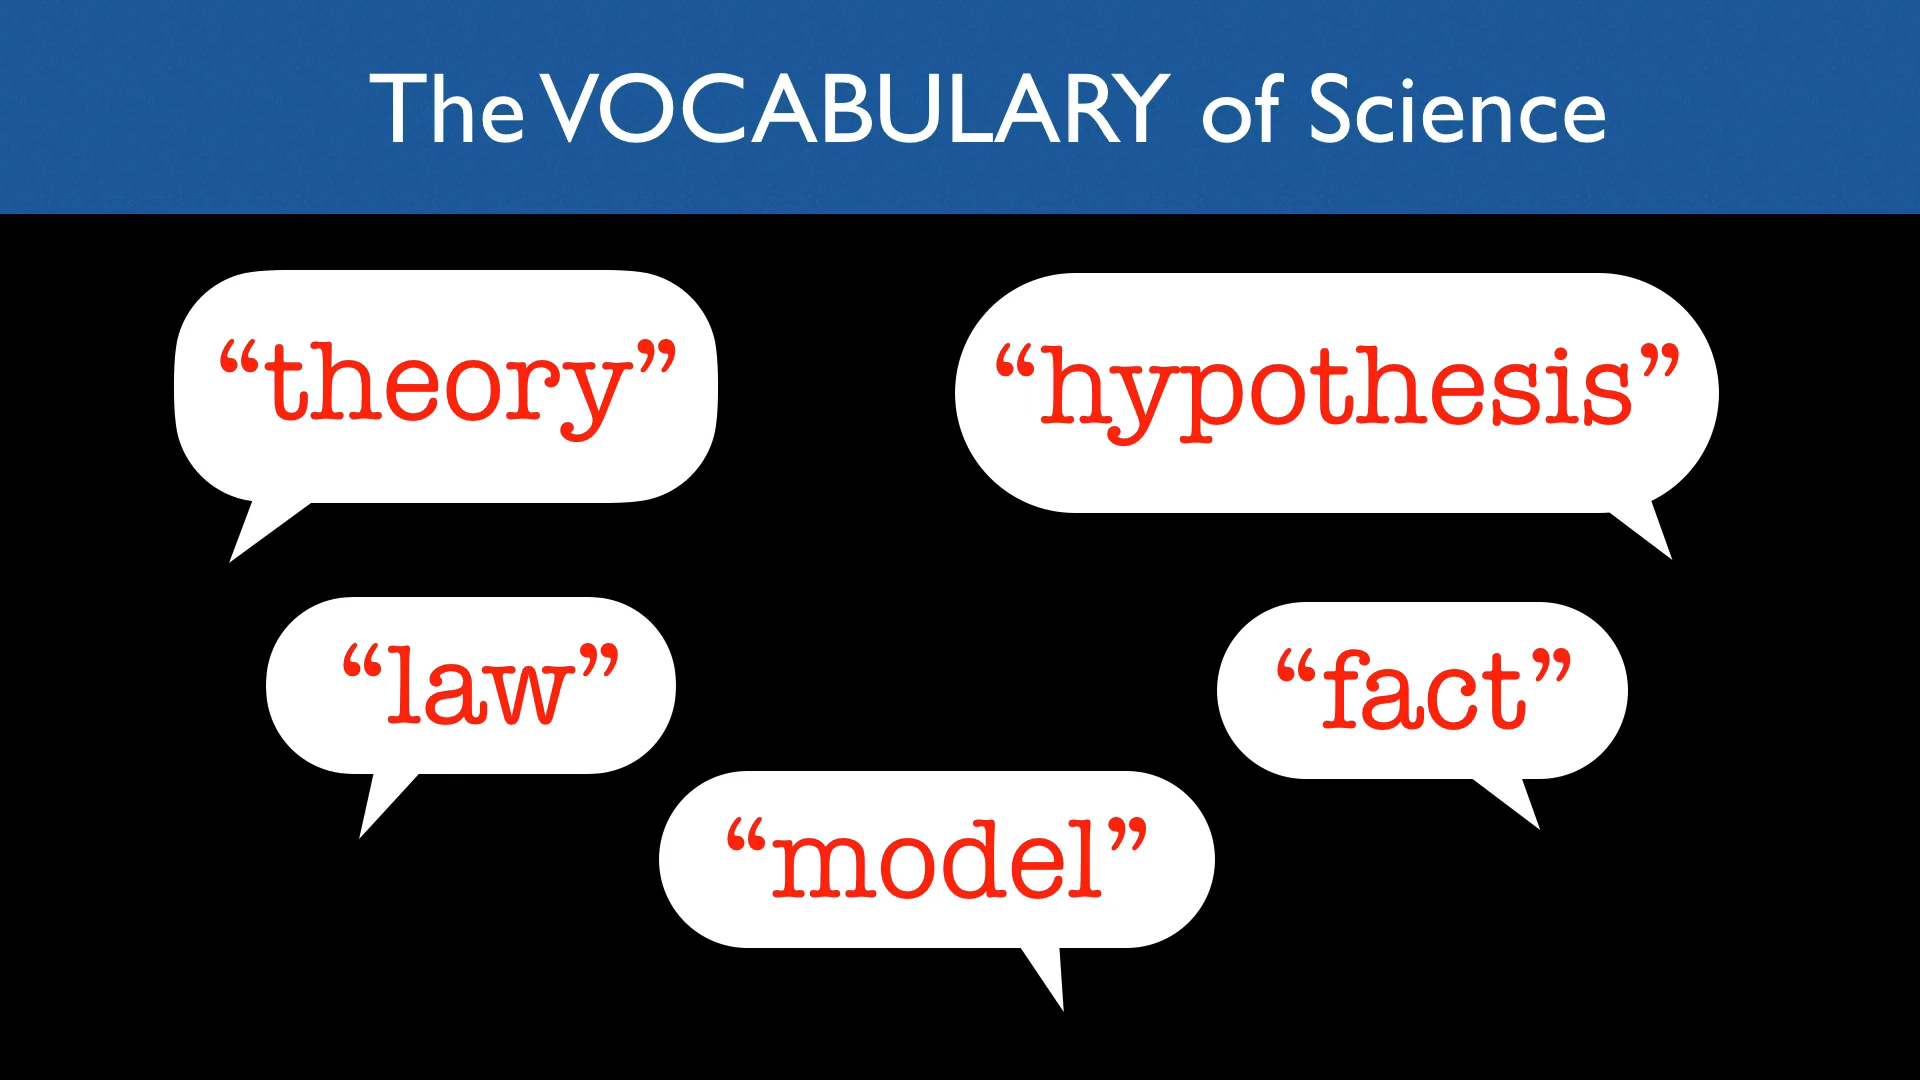 The VOCABULARY of Science
“theory”
“hypothesis”
“law”
“fact”
“model”